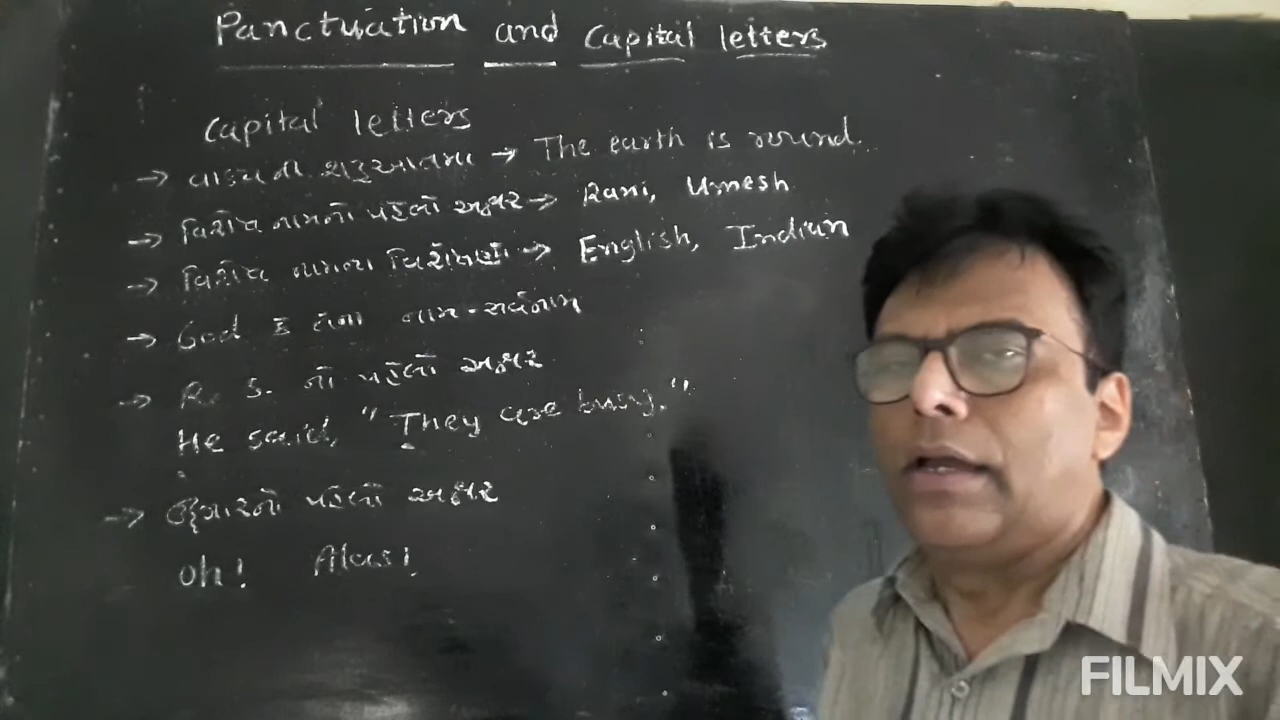 Panctuation and Capital letters
Capital letters
→ વાક્યની શરુઆતમા → The earth is round.
→ વિશેષ નામનો પહેલો અક્ષર → Rani, Umesh
→ વિશેષ નામના વિશેષણો → English, Indian
→ God કે તેના નામ-સર્વનામ
→ R. S. નો પહેલો અક્ષર
He said, "They are busy."
→ ઉદ્દગારનો પહેલો અક્ષર
Oh! Alas!
FILMIX